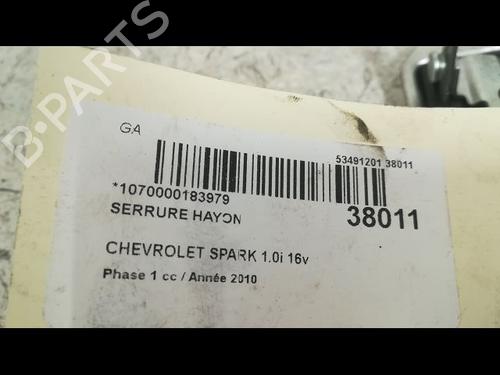 B-PARTS
GA
53491201 38011
*1070000183979
SERRURE HAYON
38011
CHEVROLET SPARK 1.0i 16v
Phase 1 cc / Année 2010